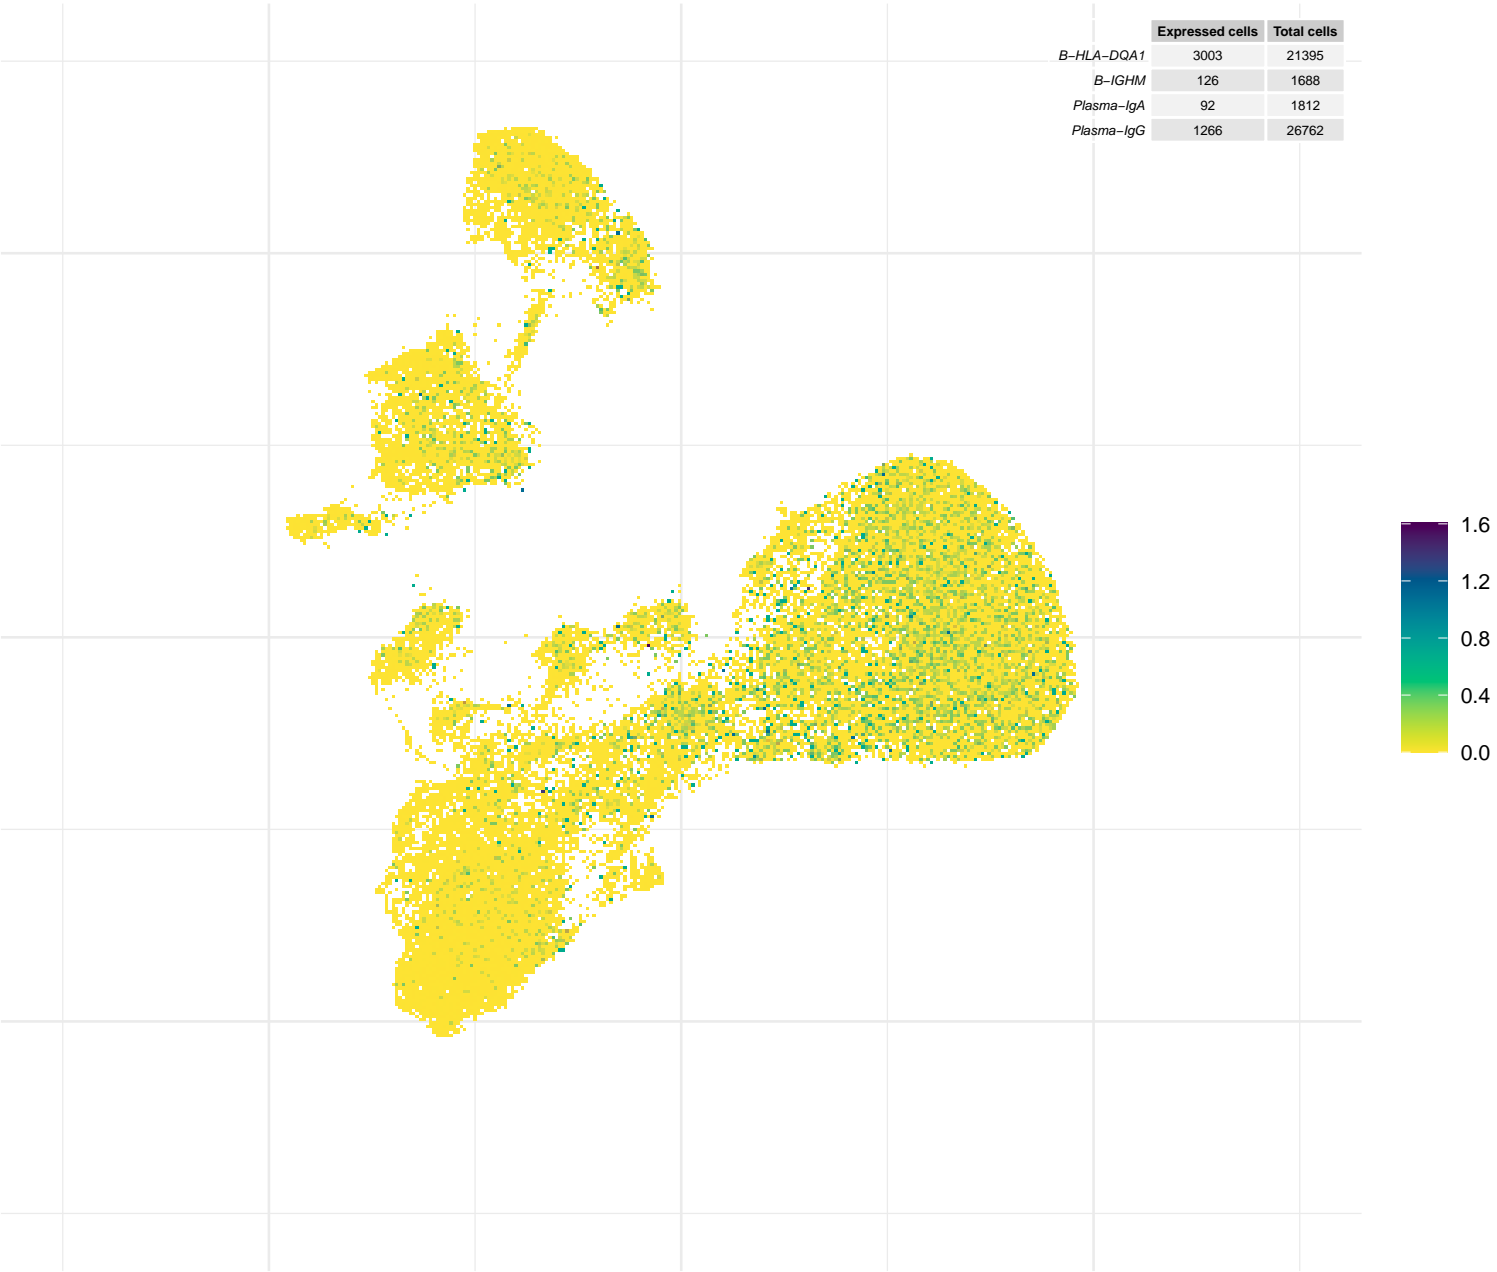 Expressed cells Total cells
B−HLA−DQA1 3003 21395
B−IGHM 126 1688
Plasma−IgA 92 1812
Plasma−IgG 1266 26762
1.6
1.2
0.8
0.4
0.0